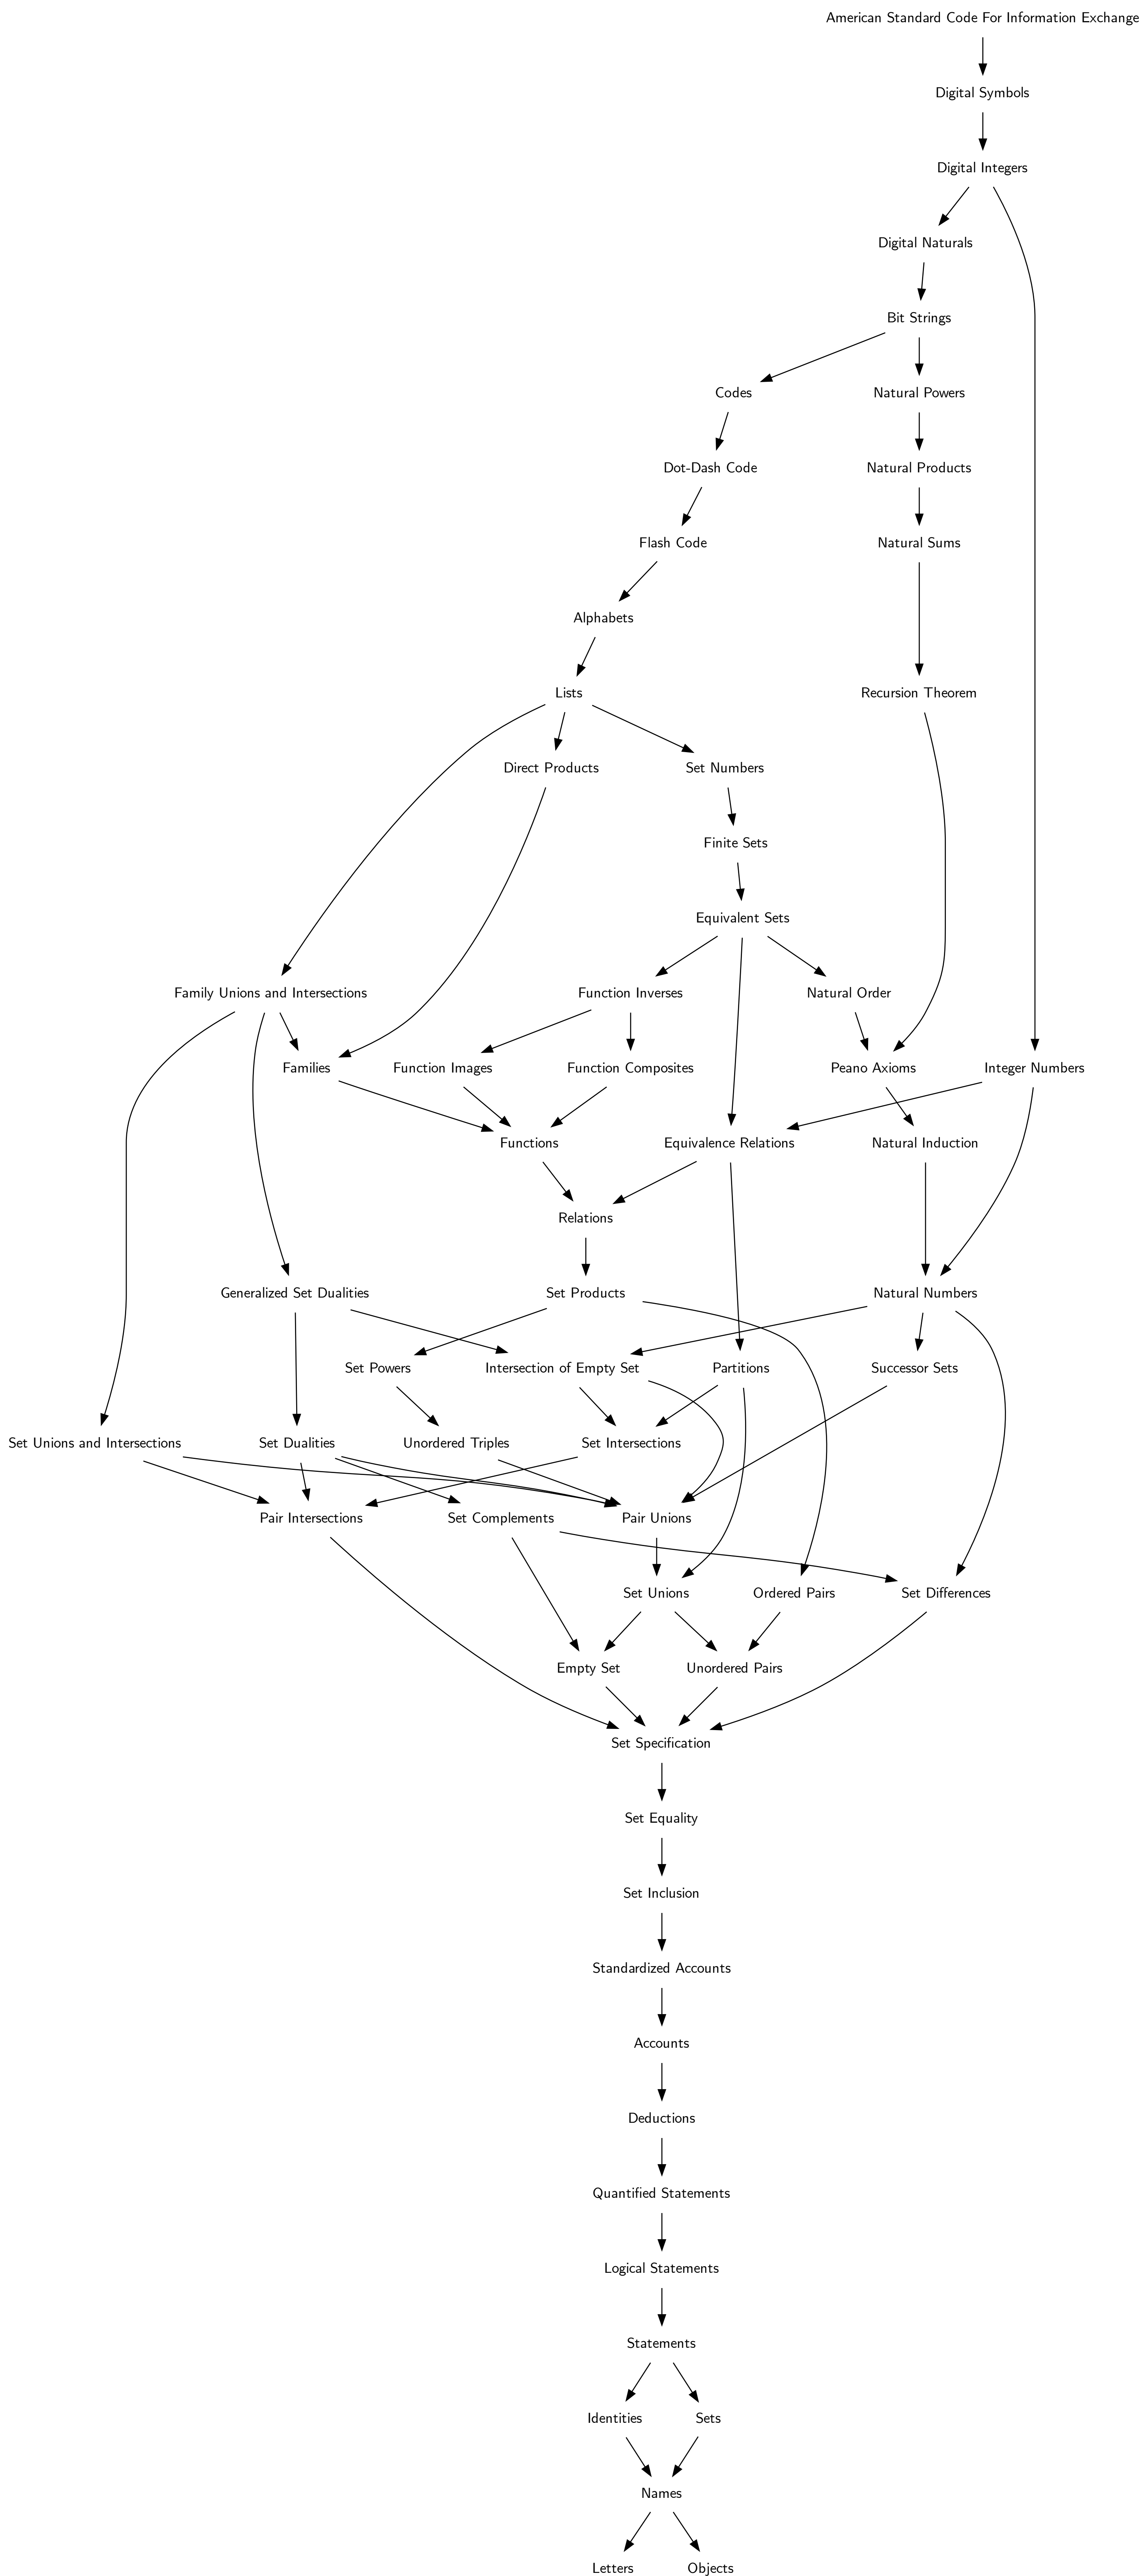 American Standard Code For Information Exchange
Digital Symbols
Digital Integers
Digital Naturals
Bit Strings
Codes
Natural Powers
Dot-Dash Code
Natural Products
Flash Code
Natural Sums
Alphabets
Lists
Recursion Theorem
Direct Products
Set Numbers
Finite Sets
Equivalent Sets
Family Unions and Intersections
Function Inverses
Natural Order
Families
Function Images
Function Composites
Peano Axioms
Integer Numbers
Functions
Equivalence Relations
Natural Induction
Relations
Generalized Set Dualities
Set Products
Natural Numbers
Set Powers
Intersection of Empty Set
Partitions
Successor Sets
Set Unions and Intersections
Set Dualities
Unordered Triples
Set Intersections
Pair Intersections
Set Complements
Pair Unions
Set Unions
Ordered Pairs
Set Differences
Empty Set
Unordered Pairs
Set Specification
Set Equality
Set Inclusion
Standardized Accounts
Accounts
Deductions
Quantified Statements
Logical Statements
Statements
Identities
Sets
Names
Letters
Objects